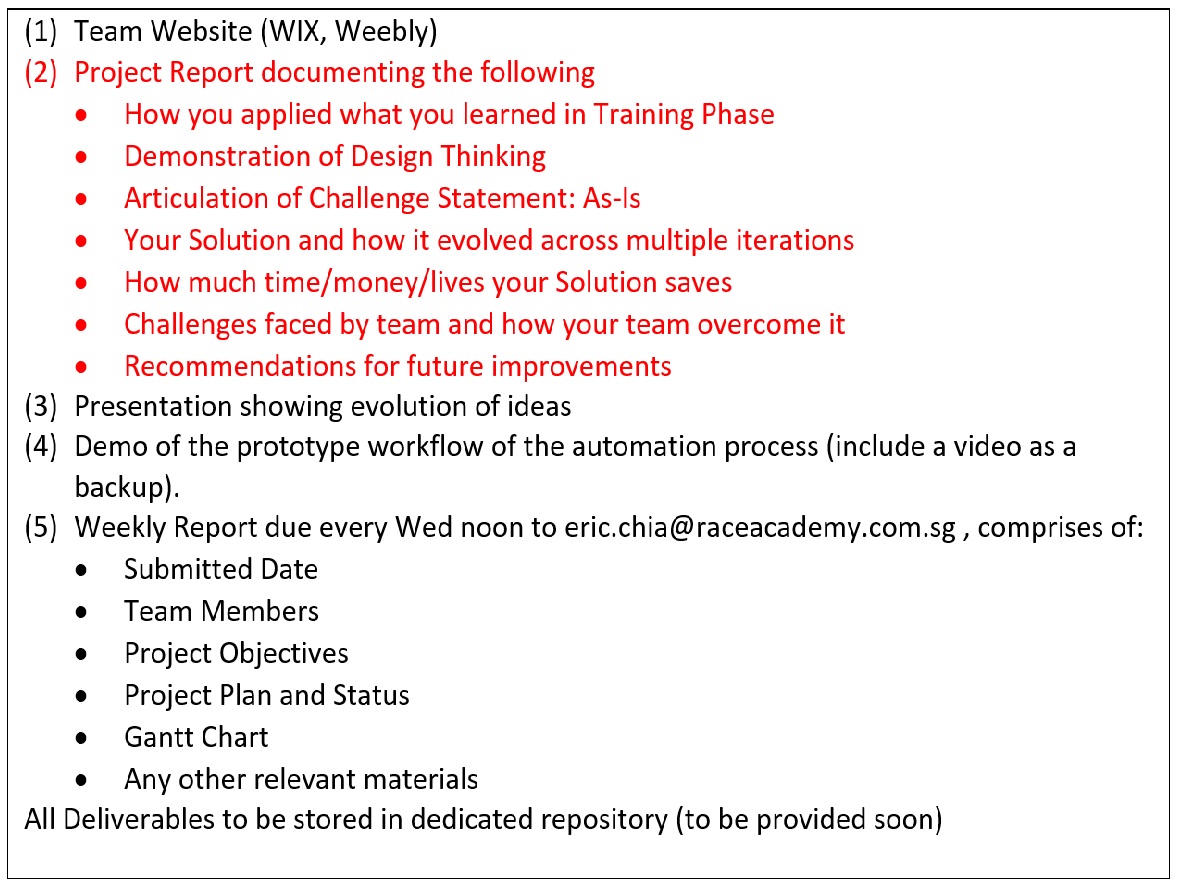 (1) Team Website (WIX, Weebly)
(2) Project Report documenting the following
• How you applied what you learned in Training Phase
• Demonstration of Design Thinking
• Articulation of Challenge Statement: As-Is
• Your Solution and how it evolved across multiple iterations
• How much time/money/lives your Solution saves
• Challenges faced by team and how your team overcome it
• Recommendations for future improvements
(3) Presentation showing evolution of ideas
(4) Demo of the prototype workflow of the automation process (include a video as a
backup).
(5) Weekly Report due every Wed noon to eric.chia@raceacademy.com.sg , comprises of:
• Submitted Date
• Team Members
• Project Objectives
• Project Plan and Status
• Gantt Chart
• Any other relevant materials
All Deliverables to be stored in dedicated repository (to be provided soon)